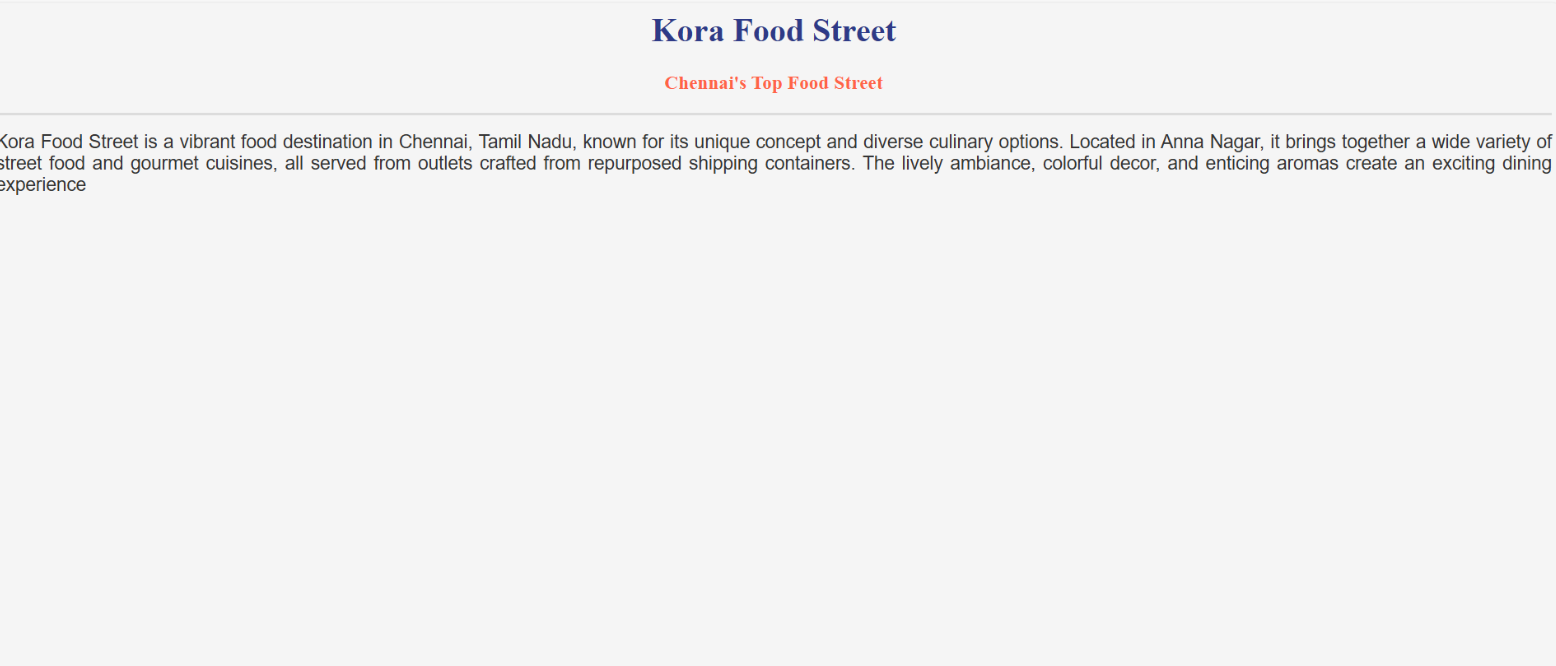 Kora Food Street
Chennai's Top Food Street
Kora Food Street is a vibrant food destination in Chennai, Tamil Nadu, known for its unique concept and diverse culinary options. Located in Anna Nagar, it brings together a wide variety of
street food and gourmet cuisines, all served from outlets crafted from repurposed shipping containers. The lively ambiance, colorful decor, and enticing aromas create an exciting dining
experience